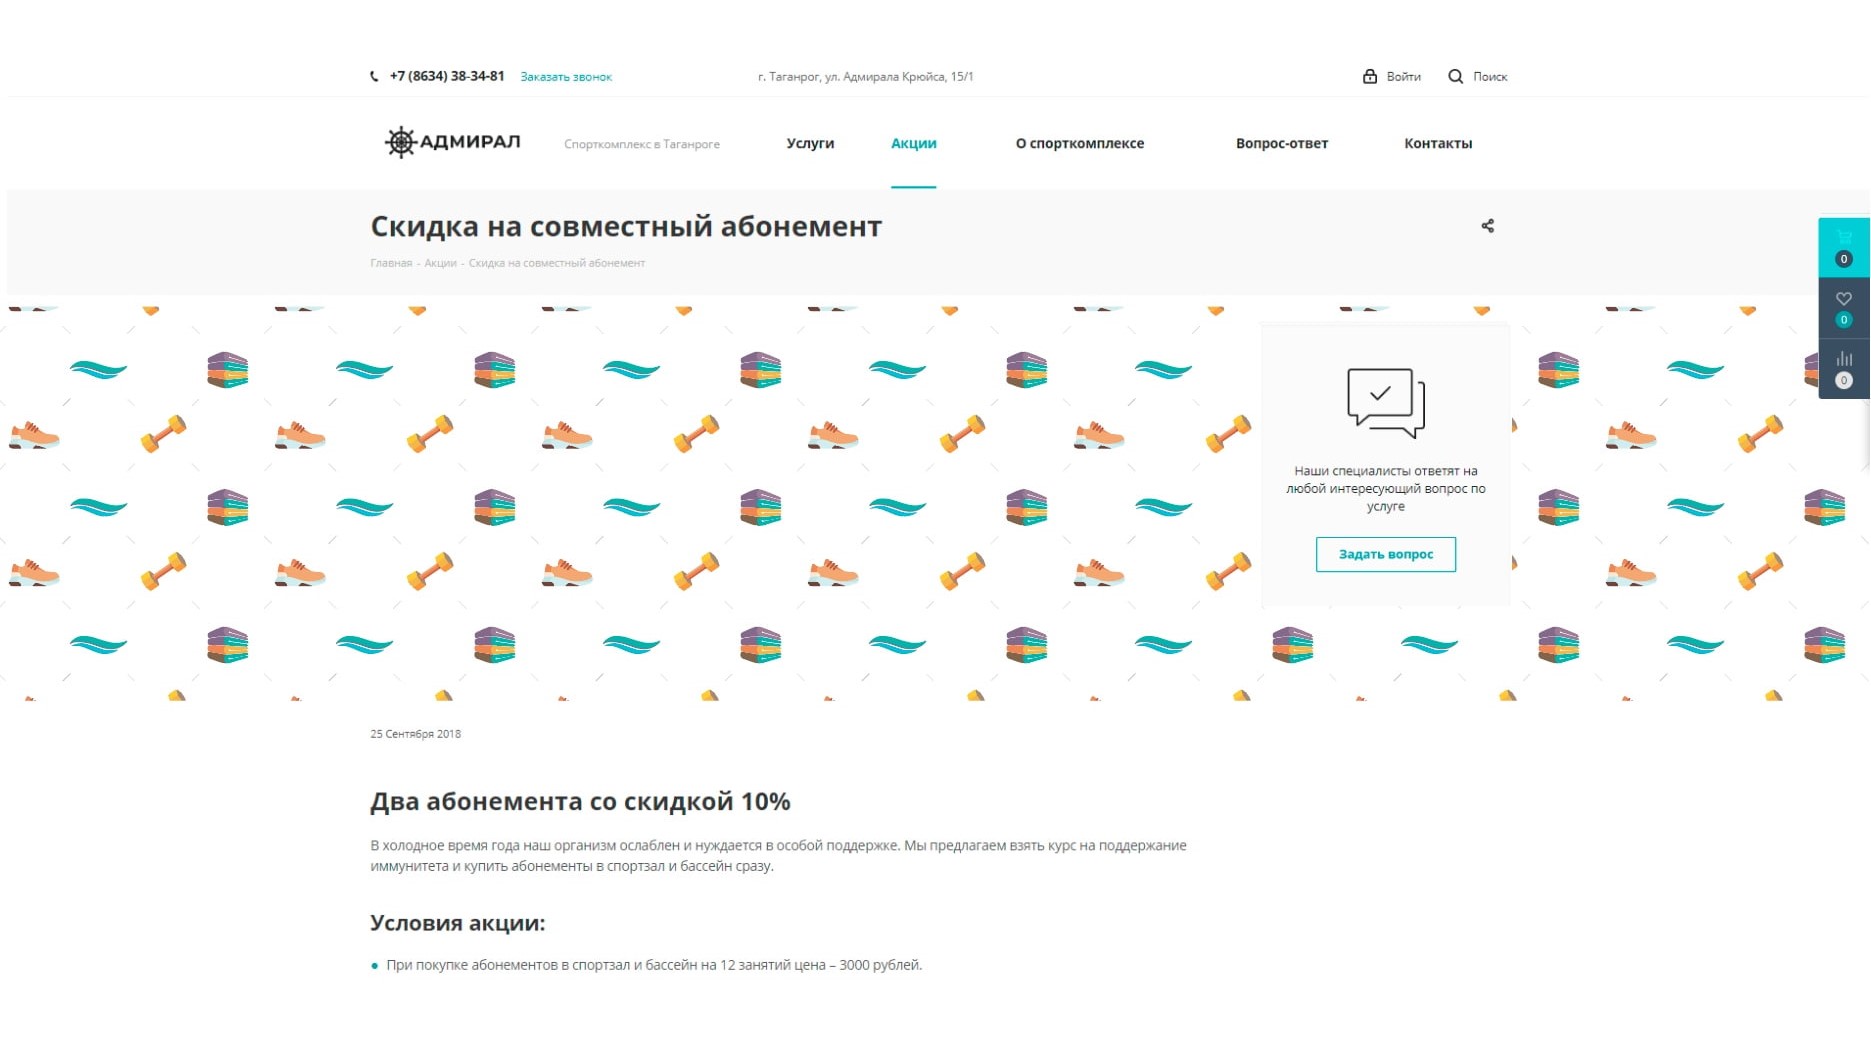 +7 (8634) 38-34-81 Заказать звонок г. Таганрог, ул. Адмирала Крюйса, 15/1 Войти Поиск
АДМИРАЛ Спорткомплекс в Таганроге Услуги Акции О спорткомплексе Вопрос-ответ Контакты
Скидка на совместный абонемент
Главная - Акции - Скидка на совместный абонемент
0
0
0
Наши специалисты ответят на
любой интересующий вопрос по
услуге
Задать вопрос
25 Сентября 2018
Два абонемента со скидкой 10%
В холодное время года наш организм ослаблен и нуждается в особой поддержке. Мы предлагаем взять курс на поддержание
иммунитета и купить абонементы в спортзал и бассейн сразу.
Условия акции:
При покупке абонементов в спортзал и бассейн на 12 занятий цена – 3000 рублей.